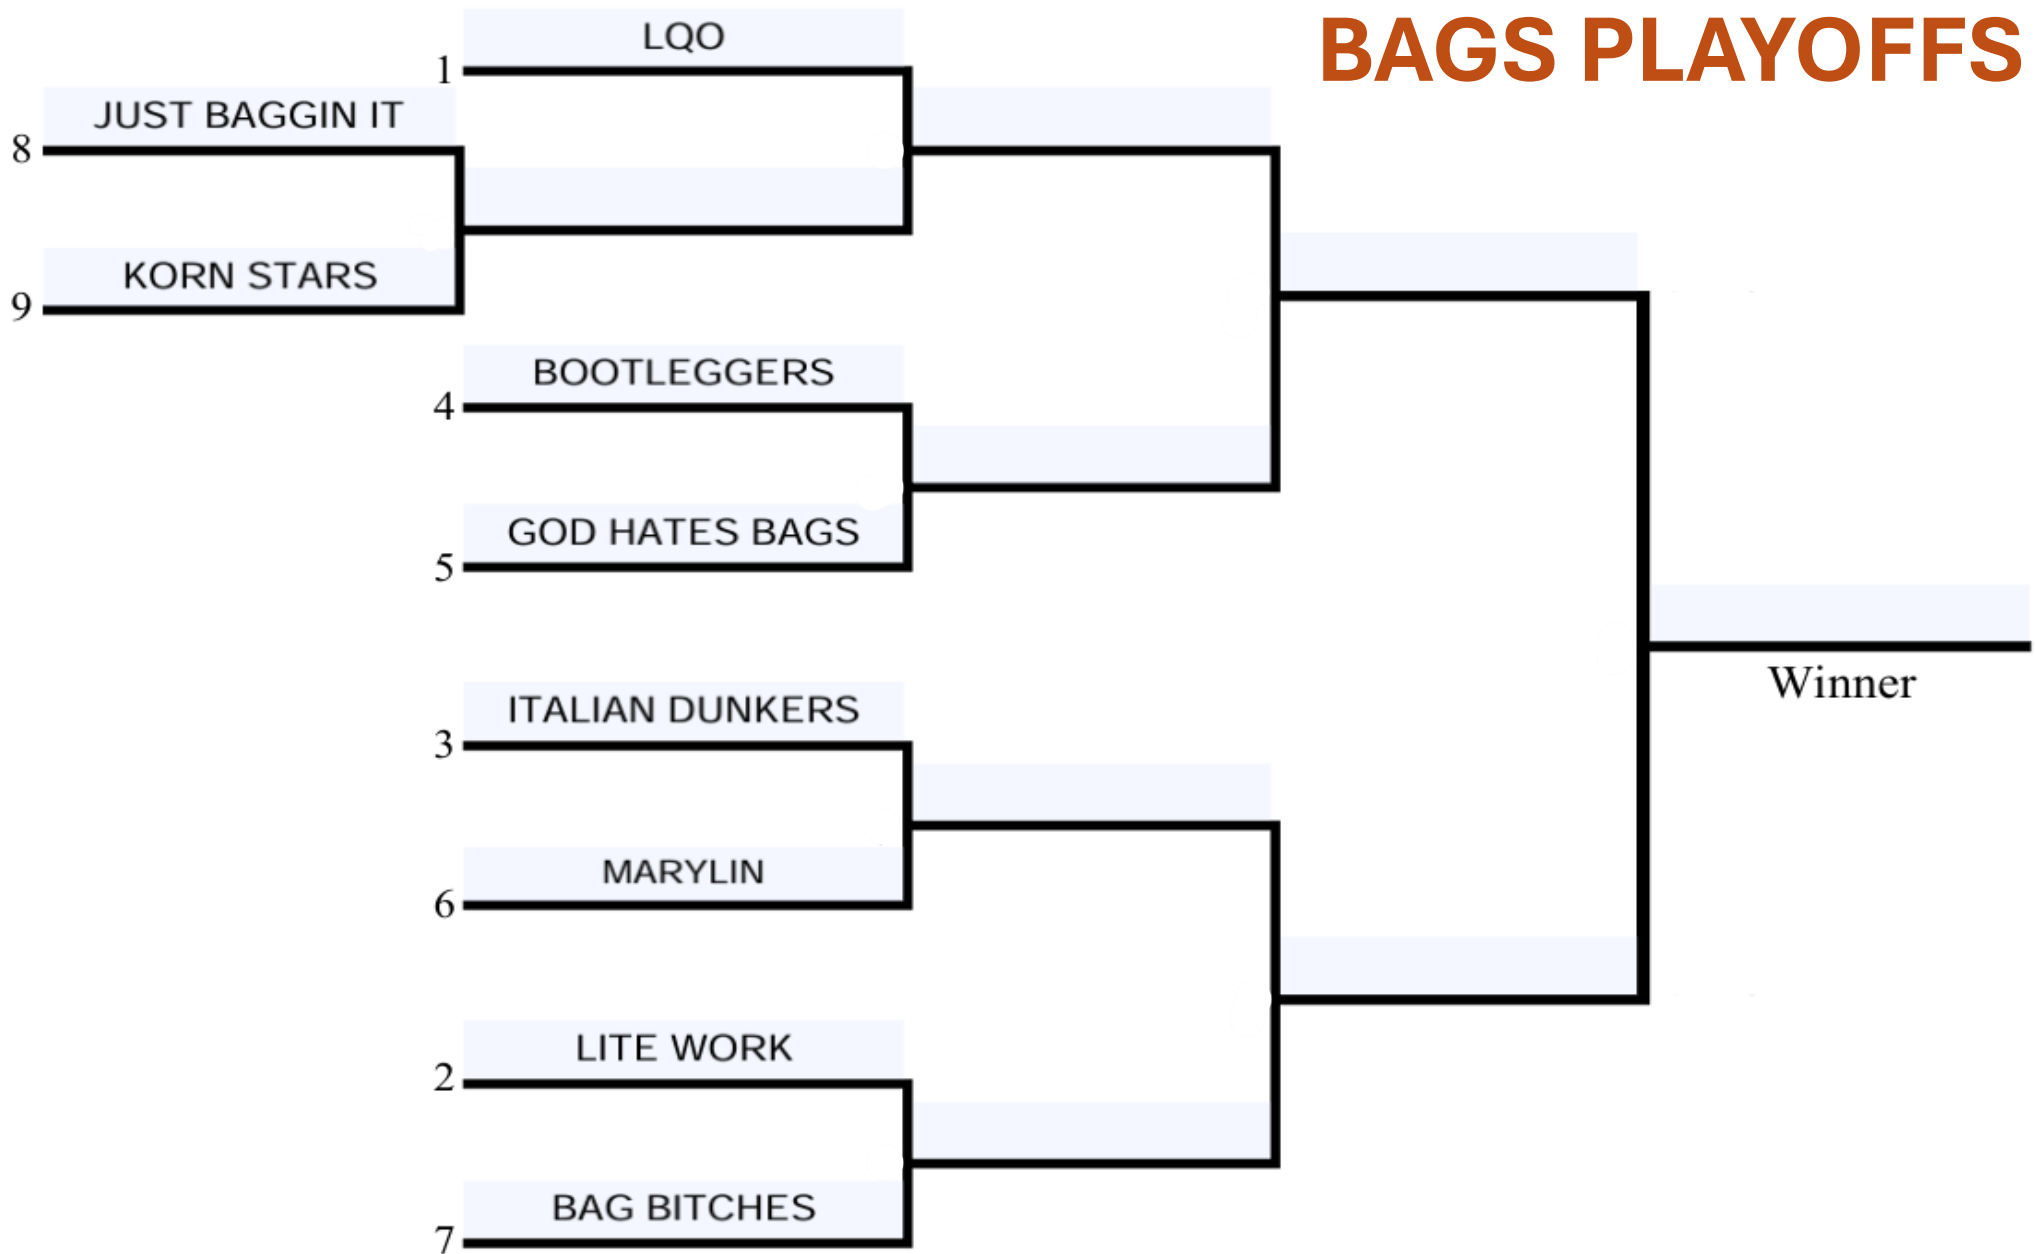 BAGS PLAYOFFS
LQO
1
JUST BAGGIN IT
8
KORN STARS
9
BOOTLEGGERS
4
GOD HATES BAGS
5
Winner
ITALIAN DUNKERS
3
MARYLIN
6
LITE WORK
2
BAG BITCHES
7